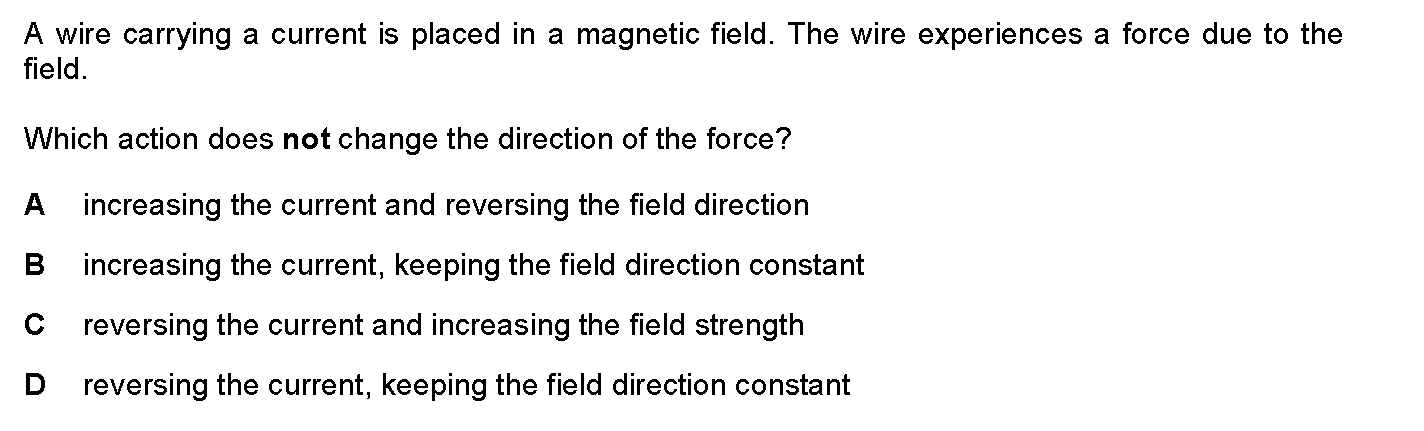 A wire carrying a current is placed in a magnetic field. The wire experiences a force due to the
field.
Which action does not change the direction of the force?
A increasing the current and reversing the field direction
B increasing the current, keeping the field direction constant
C reversing the current and increasing the field strength
D reversing the current, keeping the field direction constant